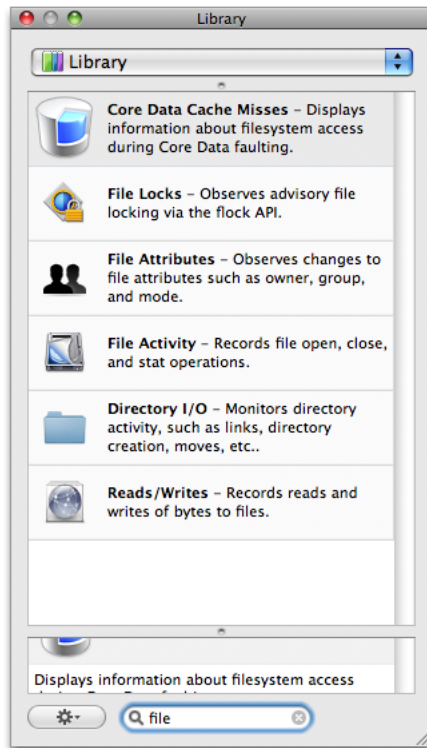 Library
Library
Core Data Cache Misses – Displays
information about filesystem access
during Core Data faulting.
File Locks – Observes advisory file
locking via the flock API.
File Attributes – Observes changes to
file attributes such as owner, group,
and mode.
File Activity – Records file open, close,
and stat operations.
Directory I/O – Monitors directory
activity, such as links, directory
creation, moves, etc..
Reads/Writes – Records reads and
writes of bytes to files.
Displays information about filesystem access
file